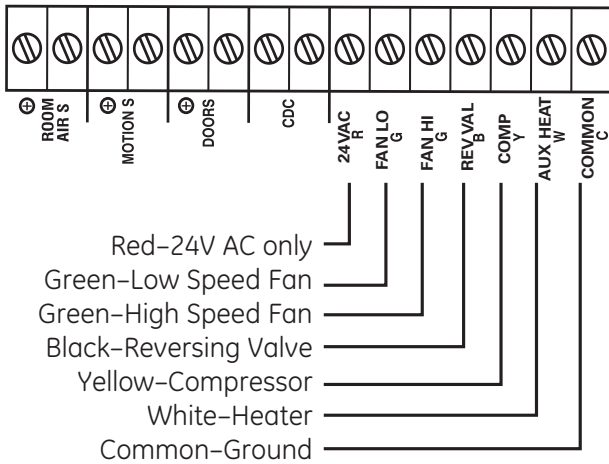 ⊕ ROOM
AIR S
⊕ MOTION S
⊕ DOORS
CDC
24VAC
R
FAN LO
G
FAN HI
G
REV VAL
B
COMP
Y
AUX HEAT
W
COMMON
C
Red–24V AC only
Green–Low Speed Fan
Green–High Speed Fan
Black–Reversing Valve
Yellow–Compressor
White–Heater
Common–Ground